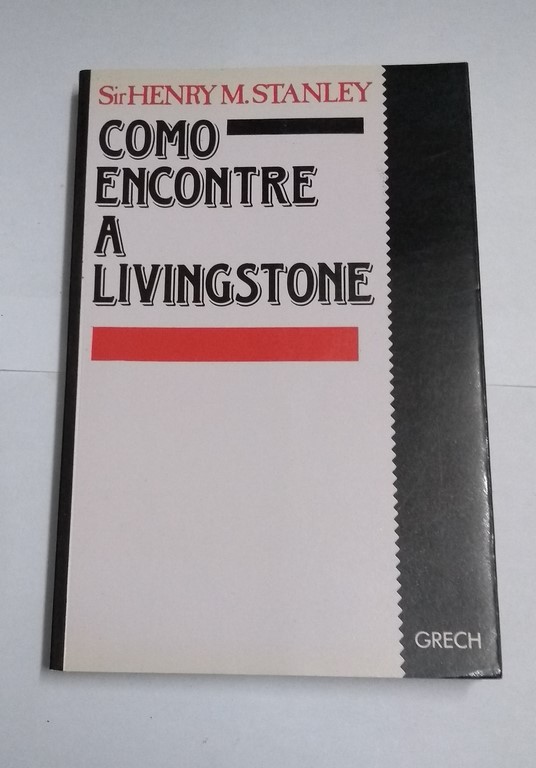 Sir HENRY M. STANLEY
COMO
ENCONTRE
A
LIVINGSTONE
GRECH